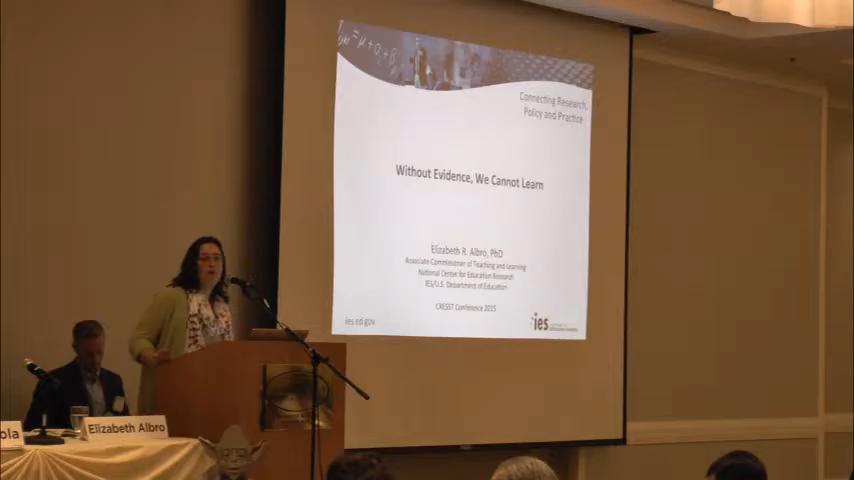 Connecting Research,
Policy and Practice
Without Evidence, We Cannot Learn
Elizabeth R. Albro, PhD
Associate Commissioner of Teaching and Learning
National Center for Education Research
IES/U.S. Department of Education
CRESST Conference 2015
ies.ed.gov
ies
ola
Elizabeth Albro